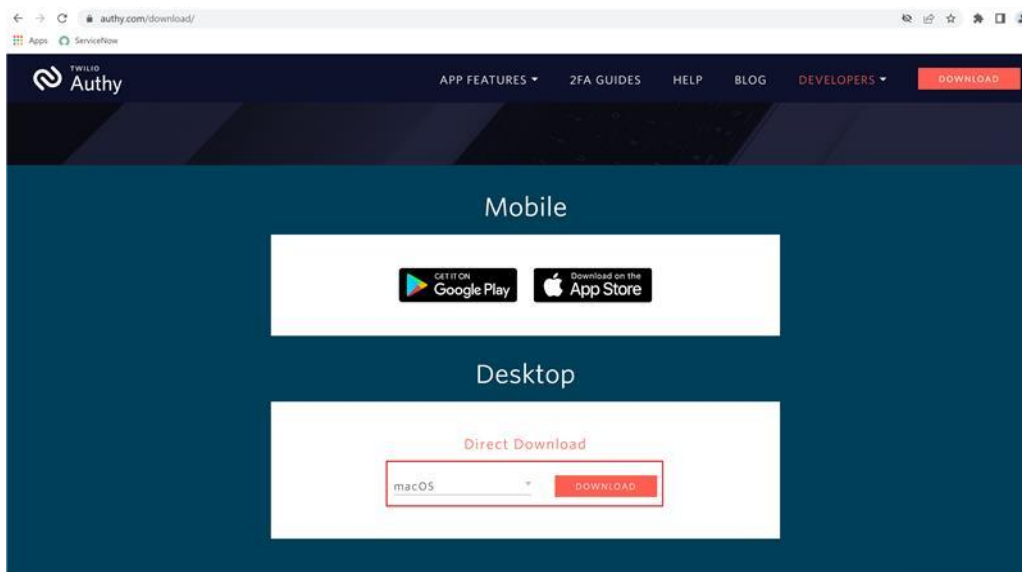 authy.com/download/
Apps ServiceNow
TWILIO
Authy
APP FEATURES 2FA GUIDES HELP BLOG DEVELOPERS DOWNLOAD
Mobile
GET IT ON
Google Play
Download on the
App Store
Desktop
Direct Download
macOS DOWNLOAD